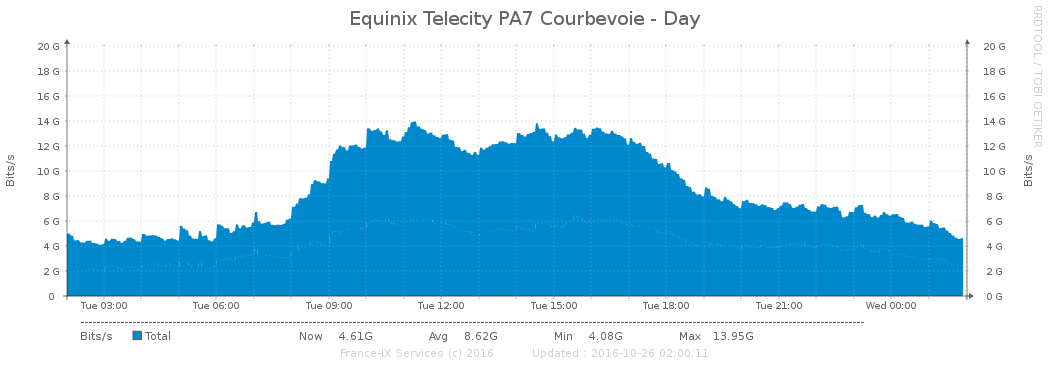 Equinix Telecity PA7 Courbevoie - Day
RRDTOOL / TOBI OETIKER
20 G 20 G
18 G 18 G
16 G 16 G
14 G 14 G
12 G 12 G
10 G 10 G
8 G 8 G
6 G 6 G
4 G 4 G
2 G 2 G
0 0 G
Bits/s Bits/s
Tue 03:00 Tue 06:00 Tue 09:00 Tue 12:00 Tue 15:00 Tue 18:00 Tue 21:00 Wed 00:00
Bits/s Total Now 4.61G Avg 8.62G Min 4.08G Max 13.95G
France-IX Services (c) 2016 Updated : 2016-10-26 02:00:11